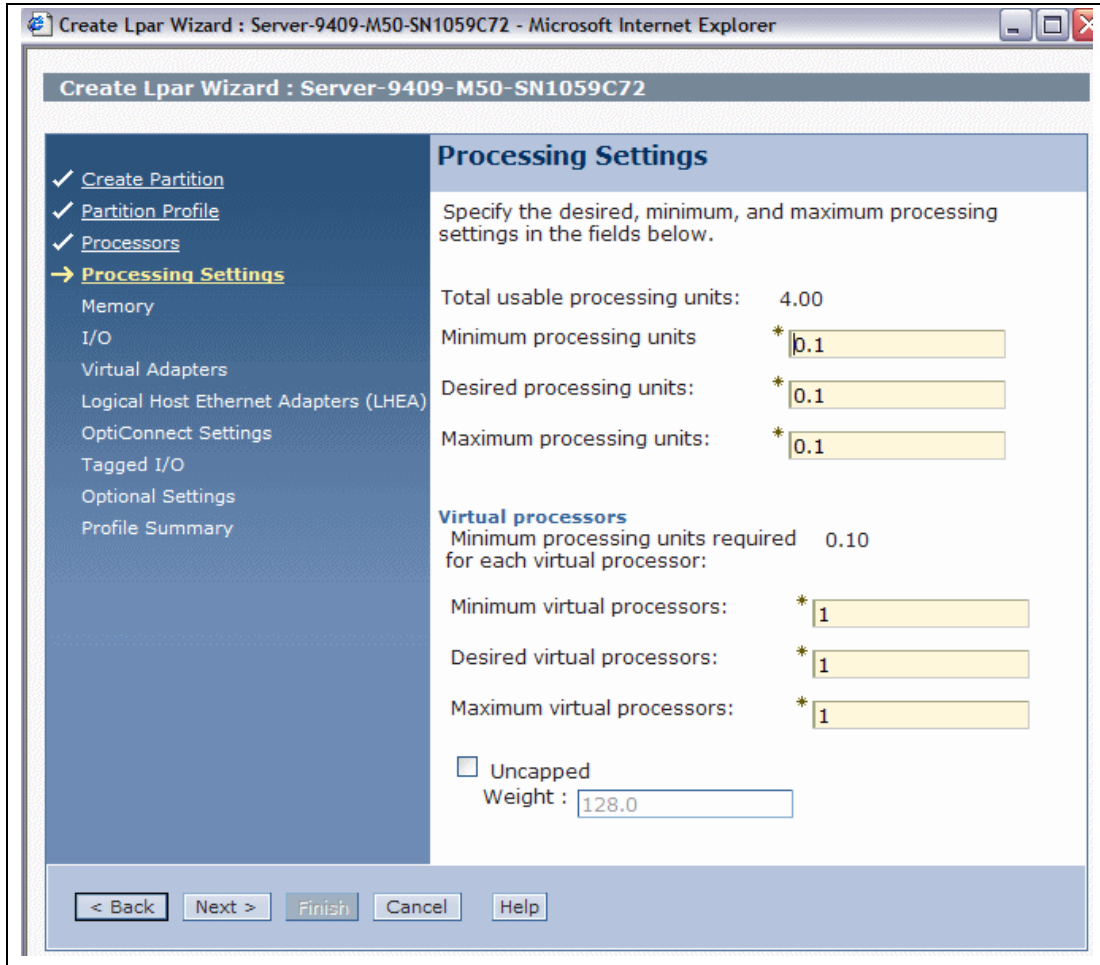 Create Lpar Wizard : Server-9409-M50-SN1059C72 - Microsoft Internet Explorer
Create Lpar Wizard : Server-9409-M50-SN1059C72
Create Partition
Partition Profile
Processors
Processing Settings
Memory
I/O
Virtual Adapters
Logical Host Ethernet Adapters (LHEA)
OptiConnect Settings
Tagged I/O
Optional Settings
Profile Summary
Processing Settings
Specify the desired, minimum, and maximum processing
settings in the fields below.
Total usable processing units: 4.00
Minimum processing units * 0.1
Desired processing units: * 0.1
Maximum processing units: * 0.1
Virtual processors
Minimum processing units required 0.10
for each virtual processor:
Minimum virtual processors: * 1
Desired virtual processors: * 1
Maximum virtual processors: * 1
Uncapped
Weight : 128.0
< Back Next > Finish Cancel Help